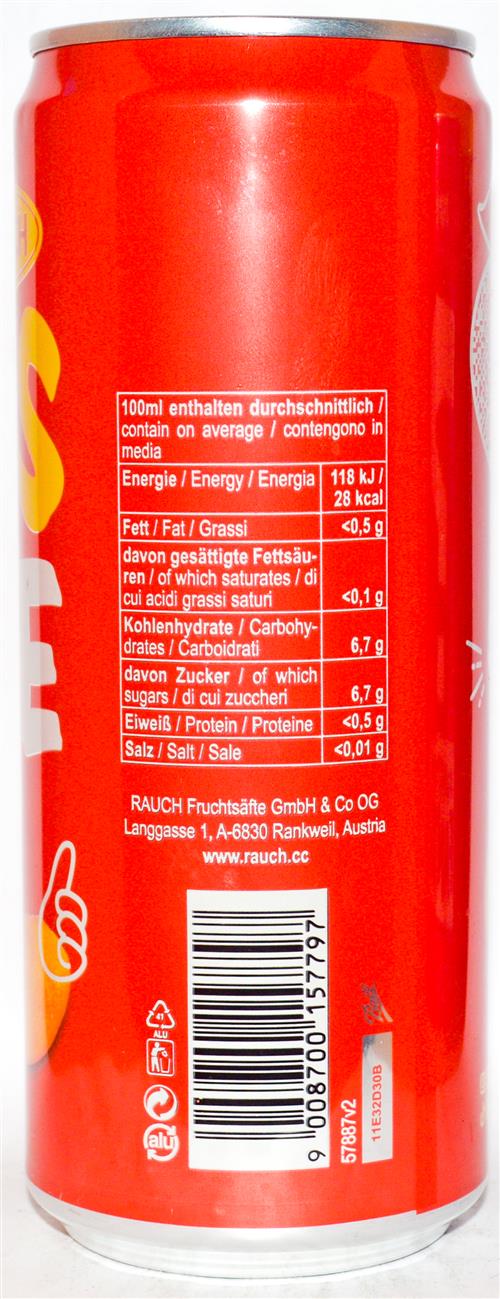 100ml enthalten durchschnittlich /
contain on average / contengono in
media
Energie / Energy / Energia 118 kJ /
28 kcal
Fett / Fat / Grassi <0,5 g
davon gesättigte Fettsäu-
ren / of which saturates / di
cui acidi grassi saturi <0,1 g
Kohlenhydrate / Carbohy-
drates / Carboidrati 6,7 g
davon Zucker / of which
sugars / di cui zuccheri 6,7 g
Eiweiß / Protein / Proteine <0,5 g
Salz / Salt / Sale <0,01 g
RAUCH Fruchtsäfte GmbH & Co OG
Langgasse 1, A-6830 Rankweil, Austria
www.rauch.cc
41
ALU
alu
9 008700 157797
57887v2
11E32D30B
Ball